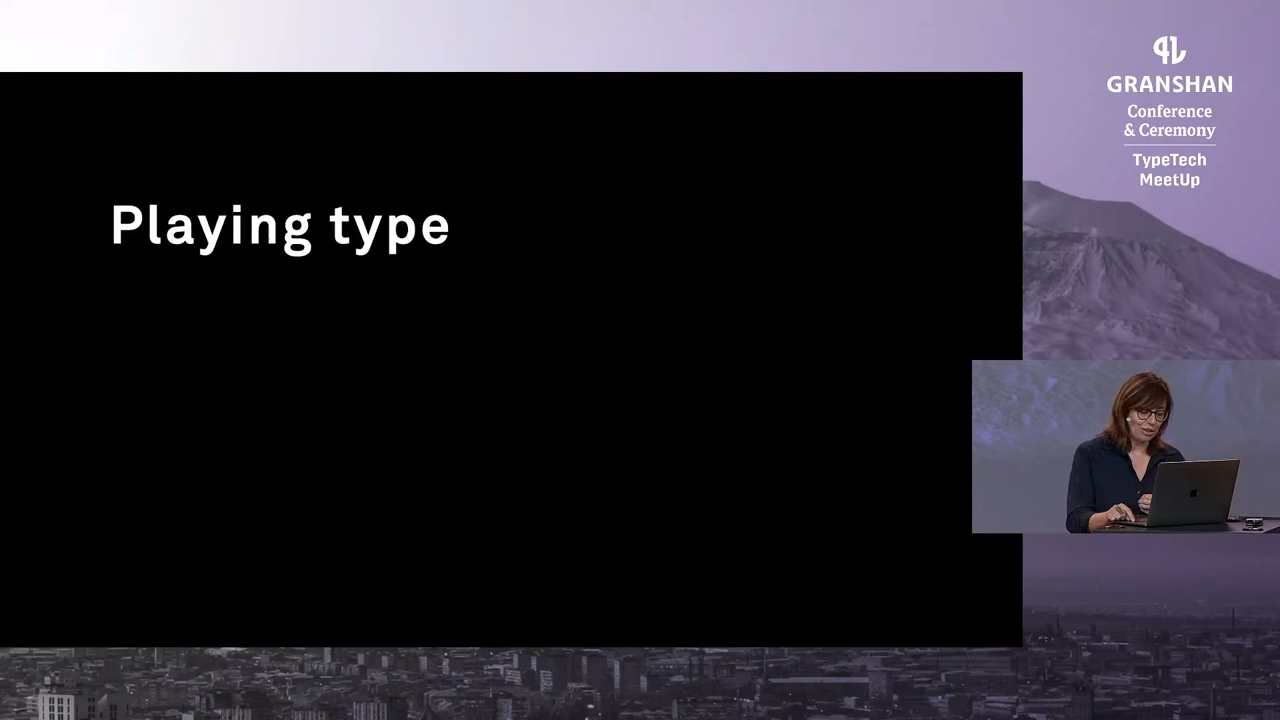 Playing type
GRANSHAN
Conference
& Ceremony
TypeTech
MeetUp